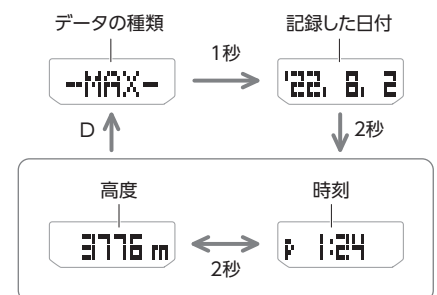 データの種類
記録した日付
-MAX-
1秒
'22. 8. 2
D
2秒
高度
時刻
3776 m
2秒
P 1:24